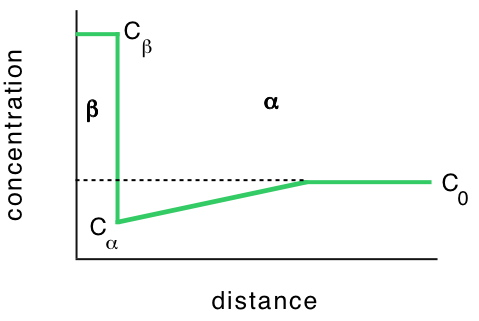 Cβ
β
α
C0
Cα
concentration
distance